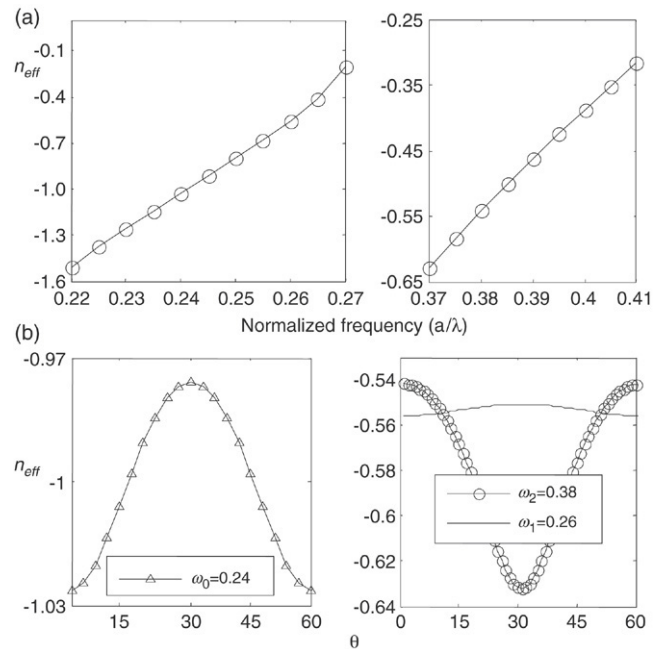 (a)
n_eff
-0.1
-0.4
-0.7
-1.0
-1.3
-1.6
0.22 0.23 0.24 0.25 0.26 0.27
-0.25
-0.35
-0.45
-0.55
-0.65
0.37 0.38 0.39 0.4 0.41
Normalized frequency (a/λ)
(b)
n_eff
-0.97
-1
-1.03
15 30 45 60
ω₀=0.24
-0.54
-0.56
-0.58
-0.6
-0.62
-0.64
0 15 30 45 60
ω₂=0.38
ω₁=0.26
θ